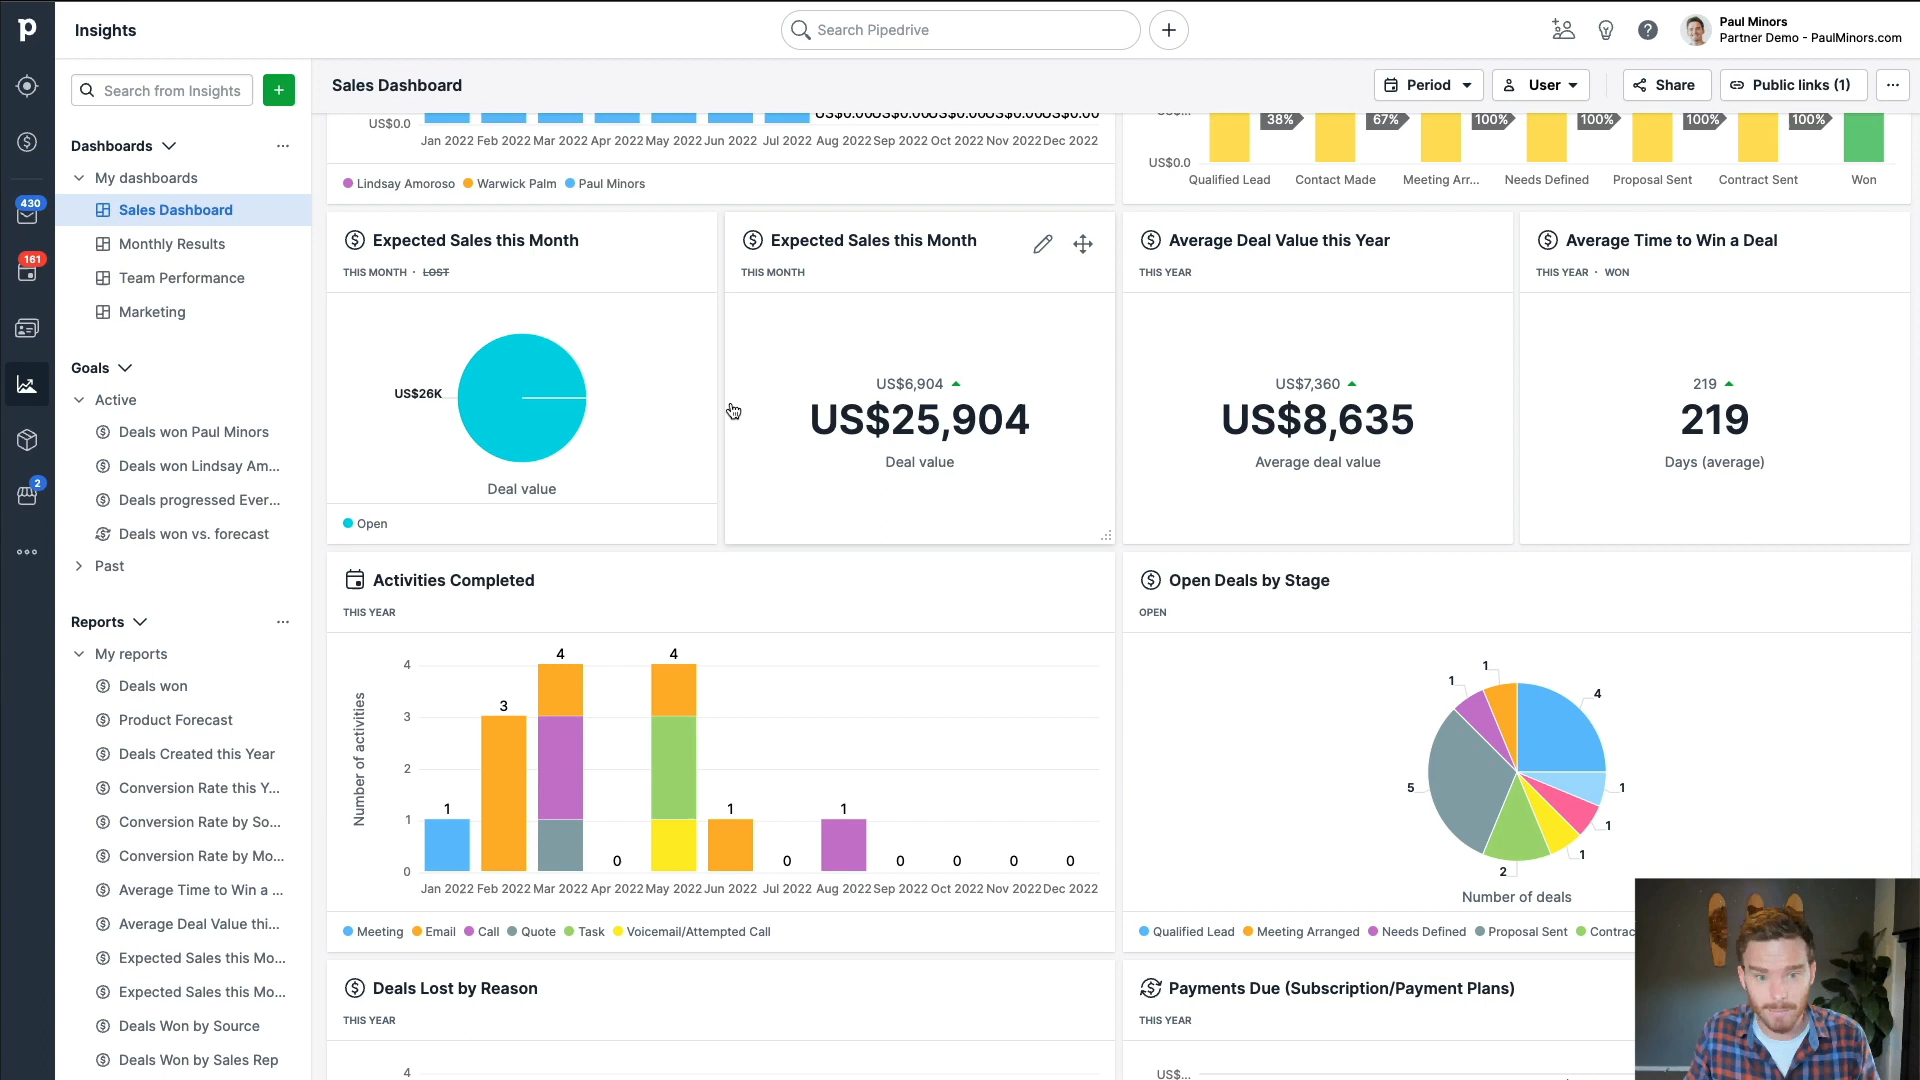 p
Insights
Search Pipedrive
Paul Minors
Partner Demo - PaulMinors.com
Search from Insights
Sales Dashboard
Period
User
Share
Public links (1)
Dashboards
My dashboards
430
Sales Dashboard
Monthly Results
161
Team Performance
Marketing
Goals
Active
Deals won Paul Minors
Deals won Lindsay Am...
2
Deals progressed Ever...
Deals won vs. forecast
Past
Reports
My reports
Deals won
Product Forecast
Deals Created this Year
Conversion Rate this Y...
Conversion Rate by So...
Conversion Rate by Mo...
Average Time to Win a ...
Average Deal Value thi...
Expected Sales this Mo...
Expected Sales this Mo...
Deals Won by Source
Deals Won by Sales Rep
US$0.0
Jan 2022 Feb 2022 Mar 2022 Apr 2022 May 2022 Jun 2022 Jul 2022 Aug 2022 Sep 2022 Oct 2022 Nov 2022 Dec 2022
Lindsay Amoroso Warwick Palm Paul Minors
38% 67% 100% 100% 100% 100%
US$0.0
Qualified Lead Contact Made Meeting Arr... Needs Defined Proposal Sent Contract Sent Won
Expected Sales this Month
THIS MONTH · LOST
US$26K
Deal value
Open
Expected Sales this Month
THIS MONTH
US$6,904
US$25,904
Deal value
Average Deal Value this Year
THIS YEAR
US$7,360
US$8,635
Average deal value
Average Time to Win a Deal
THIS YEAR · WON
219
219
Days (average)
Activities Completed
THIS YEAR
Number of activities
4
3
2
1
0
1 3 4 0 4 1 0 1 0 0 0 0
Jan 2022 Feb 2022 Mar 2022 Apr 2022 May 2022 Jun 2022 Jul 2022 Aug 2022 Sep 2022 Oct 2022 Nov 2022 Dec 2022
Meeting Email Call Quote Task Voicemail/Attempted Call
Open Deals by Stage
OPEN
1
1
4
5
1
1
1
2
Number of deals
Qualified Lead Meeting Arranged Needs Defined Proposal Sent Contrac
Deals Lost by Reason
THIS YEAR
4
Payments Due (Subscription/Payment Plans)
THIS YEAR
US$...